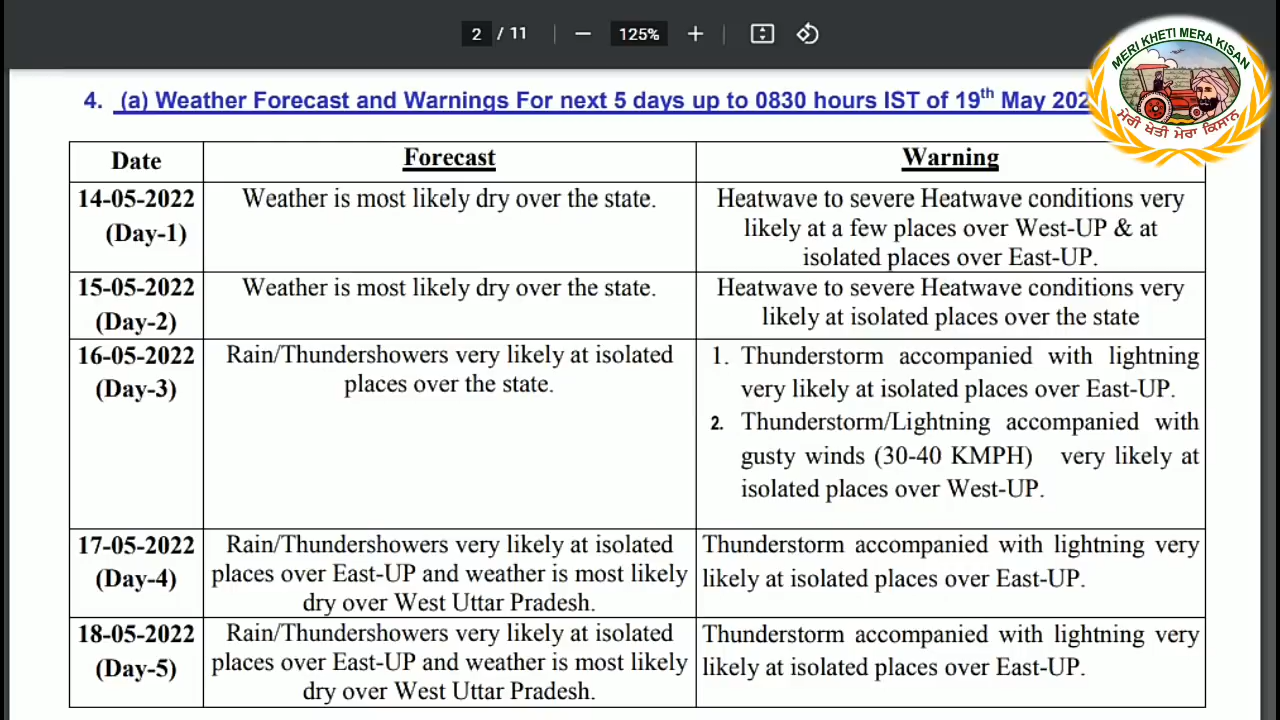 2 / 11 125%
MERI KHETI MERA KISAN
ਮੇਰੀ ਖੇਤੀ ਮੇਰਾ ਕਿਸਾਨ
4. (a) Weather Forecast and Warnings For next 5 days up to 0830 hours IST of 19th May 202
Date Forecast Warning
14-05-2022 Weather is most likely dry over the state. Heatwave to severe Heatwave conditions very
(Day-1) likely at a few places over West-UP & at
isolated places over East-UP.
15-05-2022 Weather is most likely dry over the state. Heatwave to severe Heatwave conditions very
(Day-2) likely at isolated places over the state
16-05-2022 Rain/Thundershowers very likely at isolated 1. Thunderstorm accompanied with lightning
(Day-3) places over the state. very likely at isolated places over East-UP.
2. Thunderstorm/Lightning accompanied with
gusty winds (30-40 KMPH) very likely at
isolated places over West-UP.
17-05-2022 Rain/Thundershowers very likely at isolated Thunderstorm accompanied with lightning very
(Day-4) places over East-UP and weather is most likely likely at isolated places over East-UP.
dry over West Uttar Pradesh.
18-05-2022 Rain/Thundershowers very likely at isolated Thunderstorm accompanied with lightning very
(Day-5) places over East-UP and weather is most likely likely at isolated places over East-UP.
dry over West Uttar Pradesh.